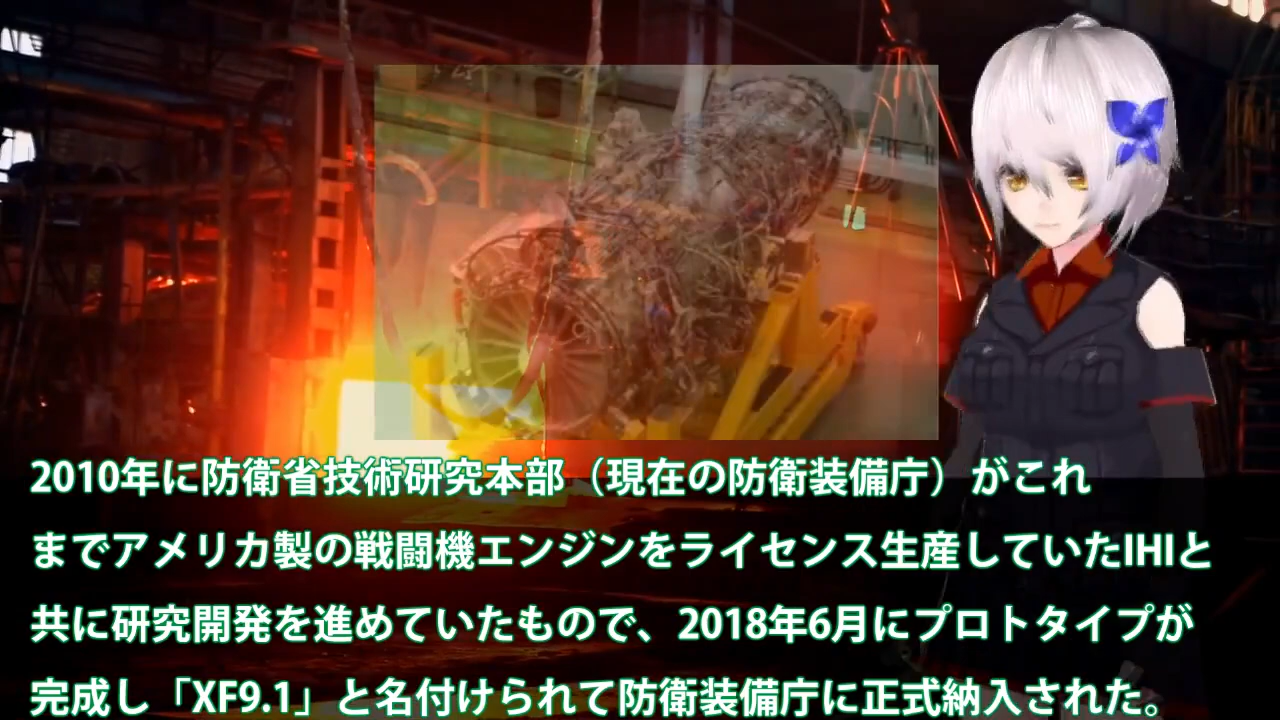 2010年に防衛省技術研究本部（現在の防衛装備庁）がこれ
までアメリカ製の戦闘機エンジンをライセンス生産していたIHIと
共に研究開発を進めていたもので、2018年6月にプロトタイプが
完成し「XF9.1」と名付けられて防衛装備庁に正式納入された。